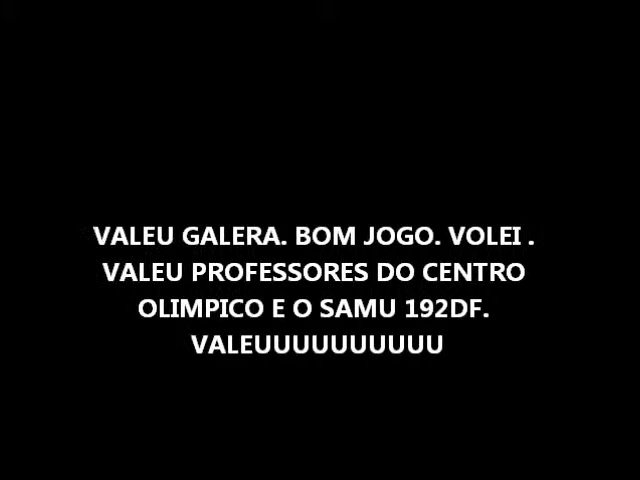 VALEU GALERA. BOM JOGO. VOLEI .
VALEU PROFESSORES DO CENTRO
OLIMPICO E O SAMU 192DF.
VALEUUUUUUUUUU